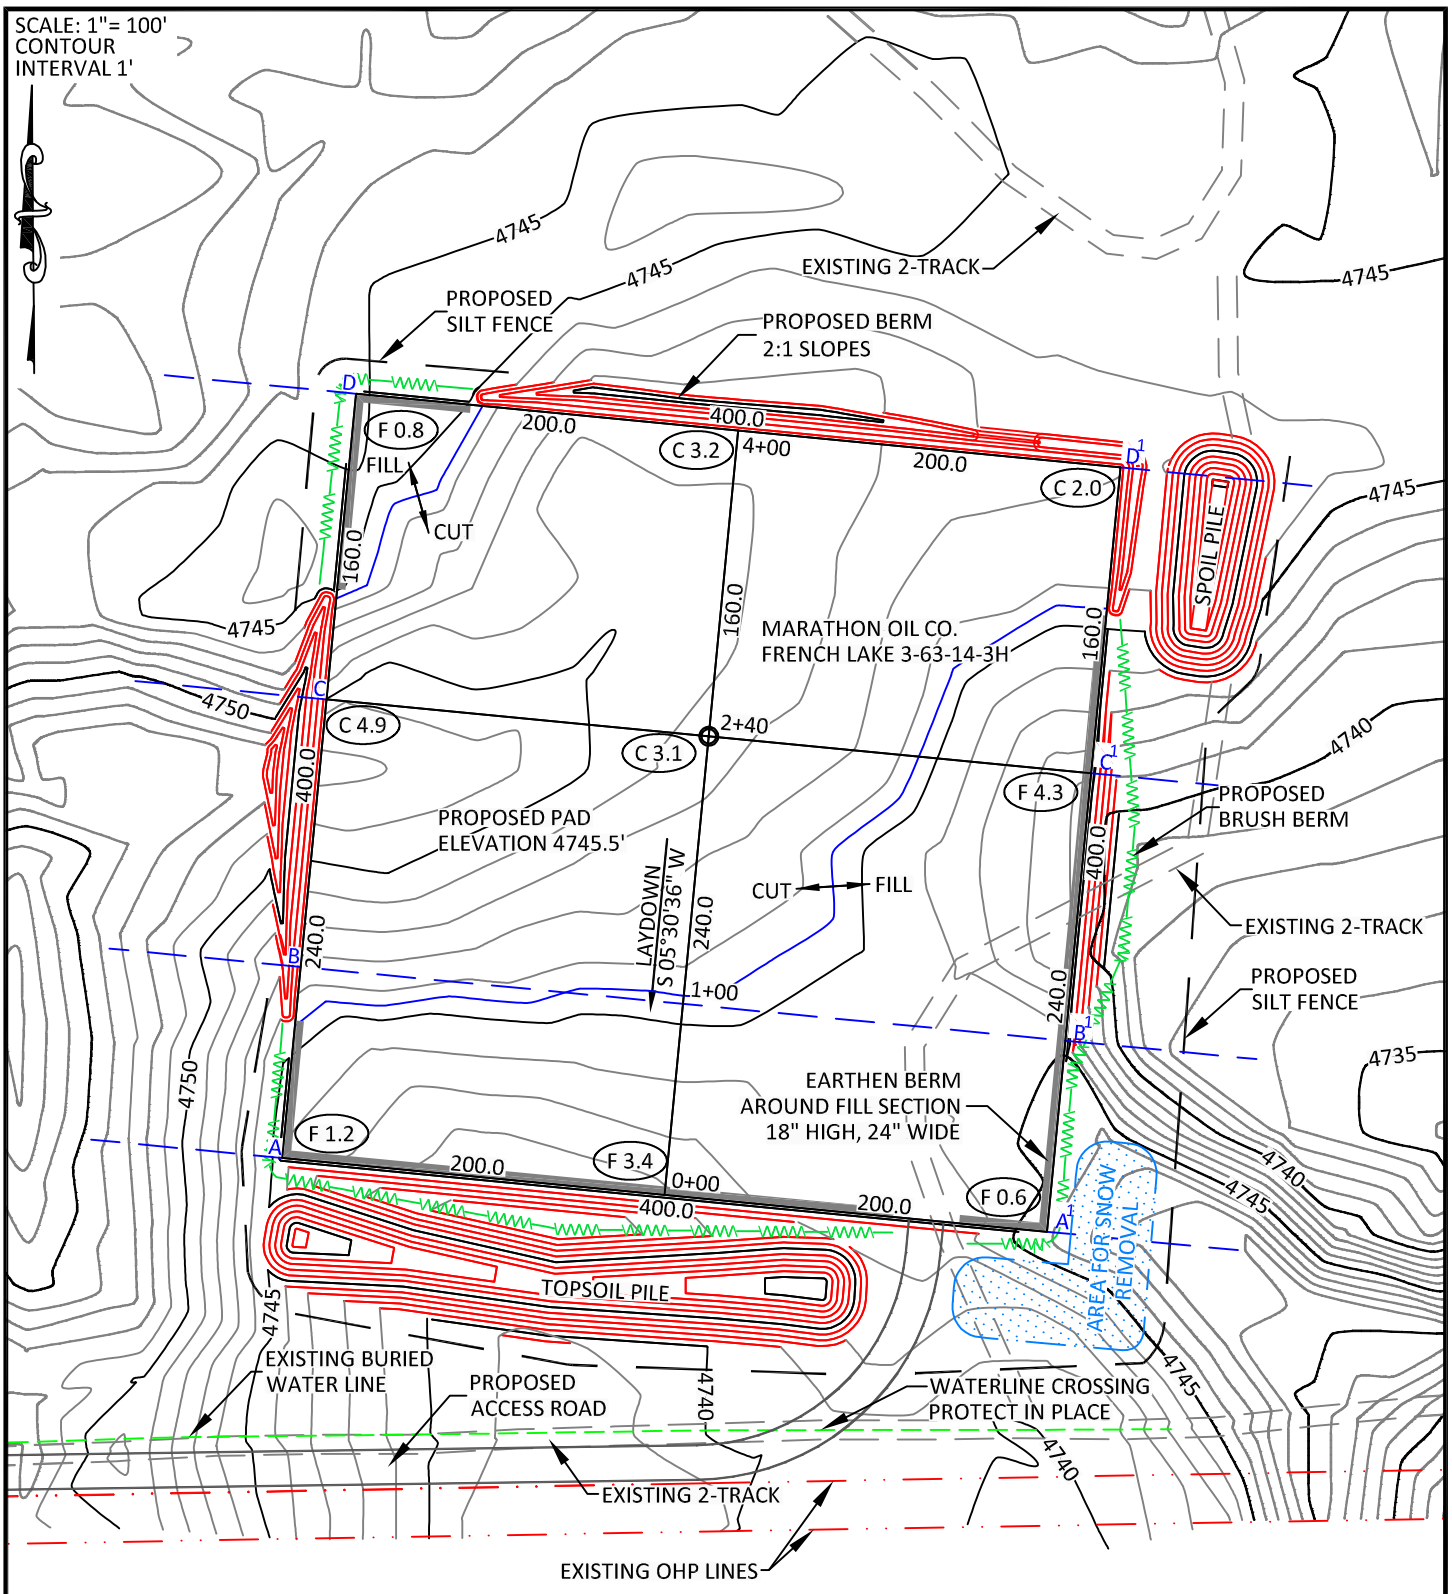 SCALE: 1"= 100'
CONTOUR
INTERVAL 1'
4745
4745
EXISTING 2-TRACK
4745
PROPOSED
SILT FENCE
PROPOSED BERM
2:1 SLOPES
D
F 0.8
200.0
400.0
C 3.2
4+00
200.0
D1
C 2.0
4745
FILL
CUT
160.0
SPOIL PILE
160.0
160.0
4745
MARATHON OIL CO.
FRENCH LAKE 3-63-14-3H
C
4750
C 4.9
2+40
C 3.1
4740
C1
F 4.3
400.0
PROPOSED
BRUSH BERM
PROPOSED PAD
ELEVATION 4745.5'
400.0
LAYDOWN
S 05°30'36" W
CUT
FILL
240.0
240.0
EXISTING 2-TRACK
B
1+00
240.0
PROPOSED
SILT FENCE
B1
4735
4750
EARTHEN BERM
AROUND FILL SECTION
18" HIGH, 24" WIDE
F 1.2
A
200.0
F 3.4
0+00
400.0
200.0
F 0.6
A1
4740
4745
AREA FOR SNOW
REMOVAL
TOPSOIL PILE
4745
EXISTING BURIED
WATER LINE
PROPOSED
ACCESS ROAD
4740
WATERLINE CROSSING
PROTECT IN PLACE
4745
4740
EXISTING 2-TRACK
EXISTING OHP LINES